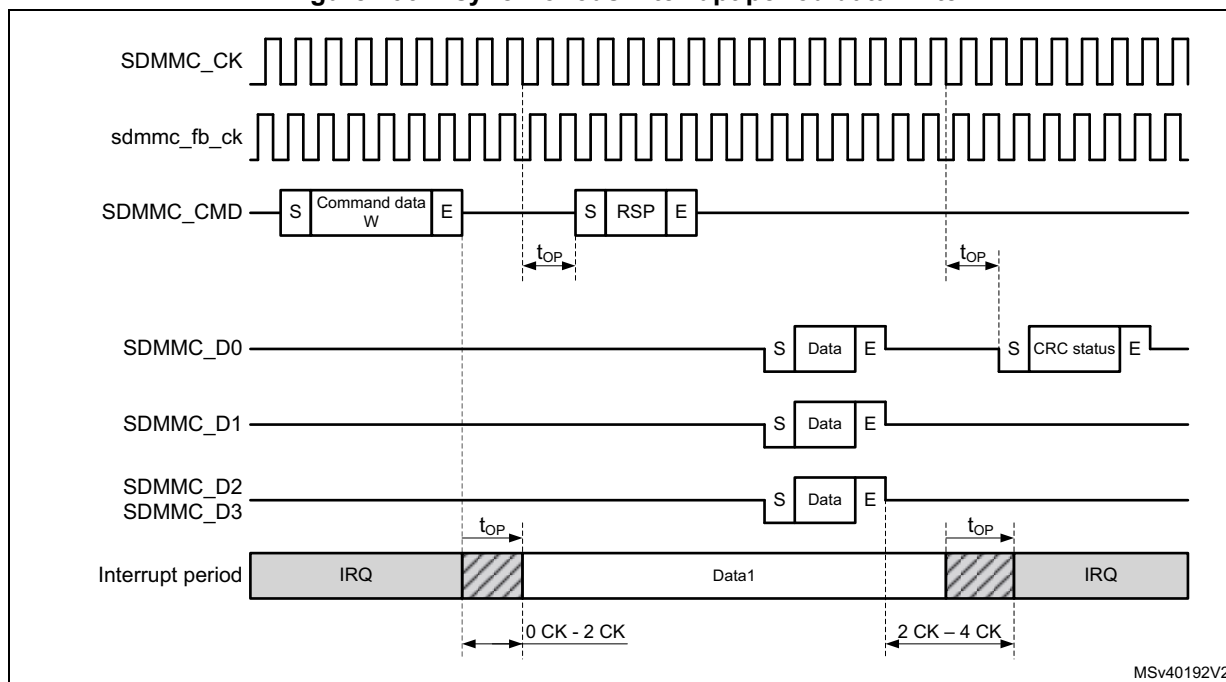 SDMMC_CK
sdmmc_fb_ck
SDMMC_CMD
S
Command data
W
E
S
RSP
E
tOP
tOP
SDMMC_D0
S
Data
E
S
CRC status
E
SDMMC_D1
S
Data
E
SDMMC_D2
SDMMC_D3
S
Data
E
tOP
tOP
Interrupt period
IRQ
Data1
IRQ
0 CK - 2 CK
2 CK – 4 CK
MSv40192V2